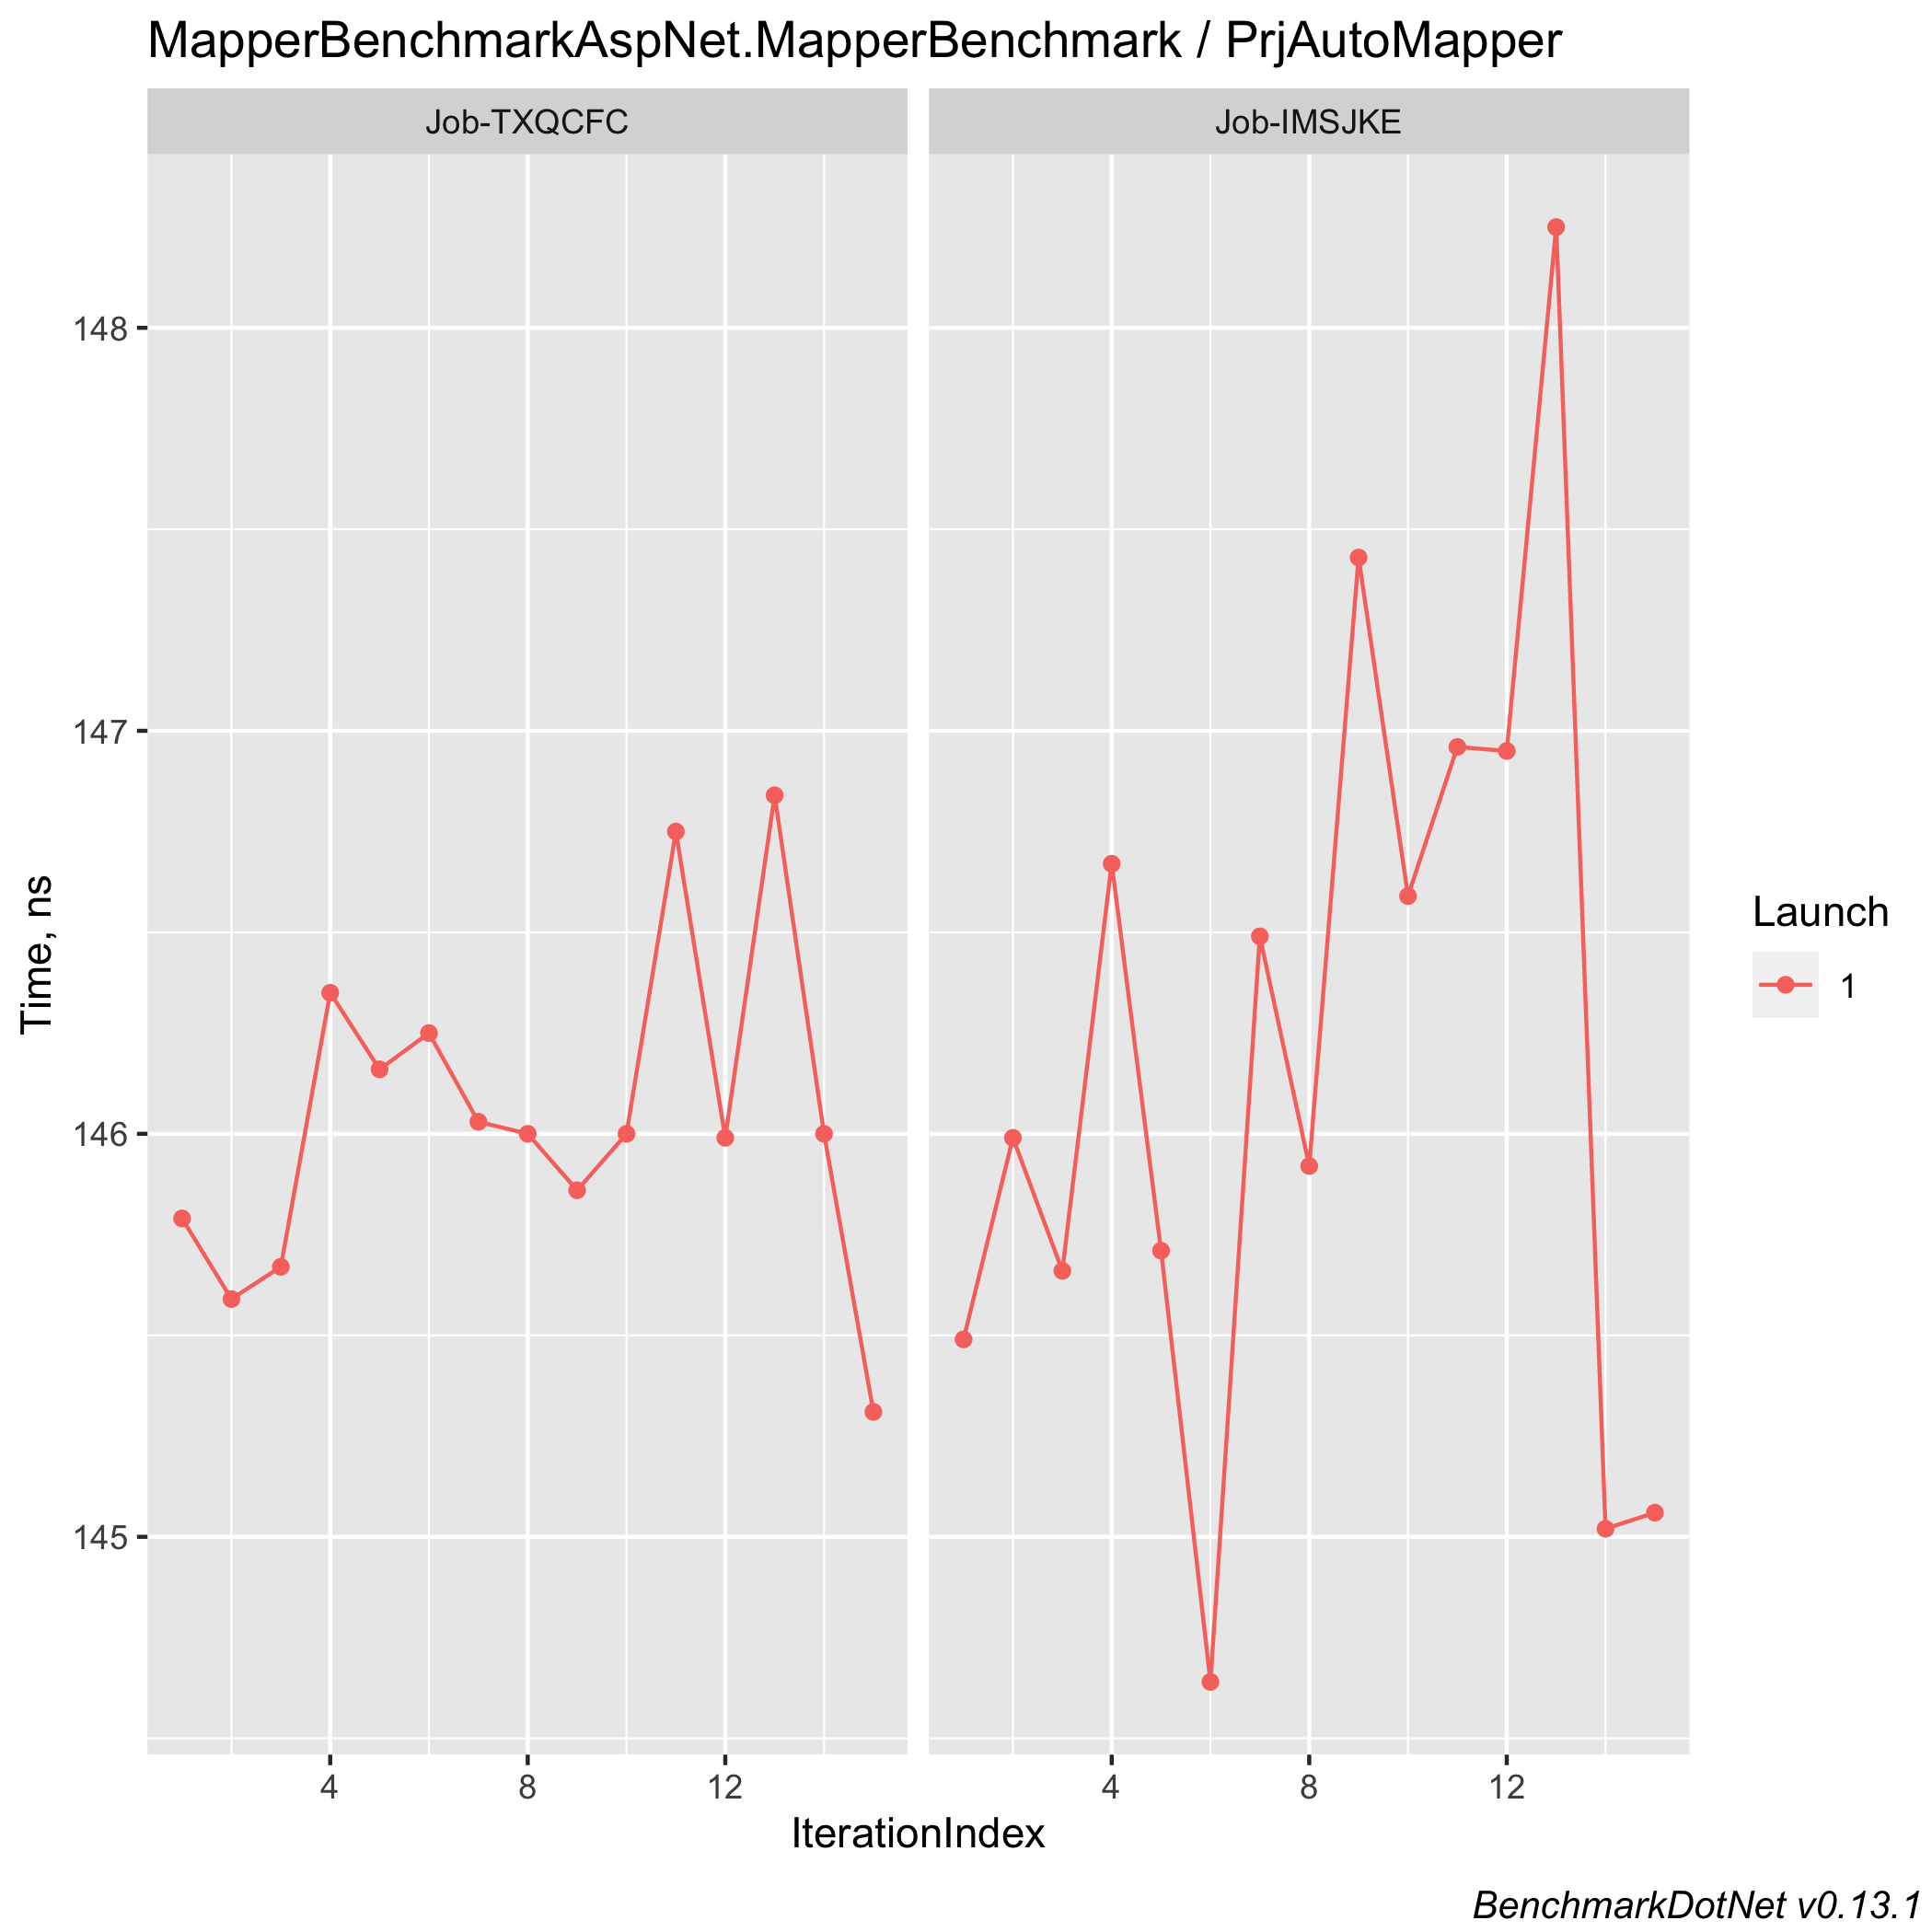 MapperBenchmarkAspNet.MapperBenchmark / PrjAutoMapper
Job-TXQCFC
Job-IMSJKE
148
147
146
145
Time, ns
4
8
12
4
8
12
IterationIndex
Launch
1
BenchmarkDotNet v0.13.1